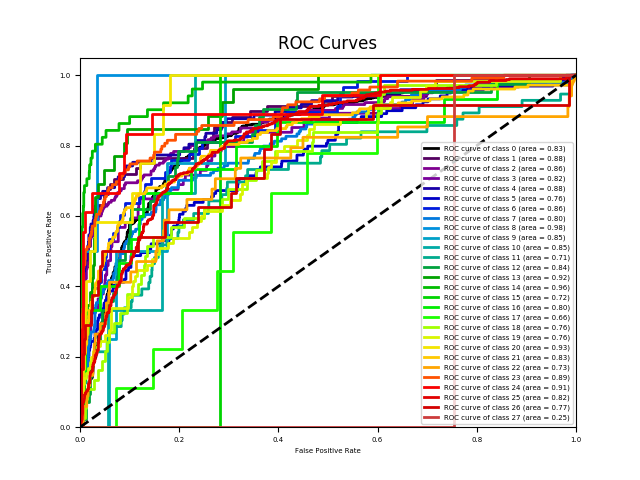 ROC Curves
True Positive Rate
1.0
0.8
0.6
0.4
0.2
0.0
0.0 0.2 0.4 0.6 0.8 1.0
False Positive Rate
ROC curve of class 0 (area = 0.83)
ROC curve of class 1 (area = 0.88)
ROC curve of class 2 (area = 0.86)
ROC curve of class 3 (area = 0.82)
ROC curve of class 4 (area = 0.88)
ROC curve of class 5 (area = 0.76)
ROC curve of class 6 (area = 0.86)
ROC curve of class 7 (area = 0.80)
ROC curve of class 8 (area = 0.98)
ROC curve of class 9 (area = 0.85)
ROC curve of class 10 (area = 0.85)
ROC curve of class 11 (area = 0.71)
ROC curve of class 12 (area = 0.84)
ROC curve of class 13 (area = 0.92)
ROC curve of class 14 (area = 0.96)
ROC curve of class 15 (area = 0.72)
ROC curve of class 16 (area = 0.80)
ROC curve of class 17 (area = 0.66)
ROC curve of class 18 (area = 0.76)
ROC curve of class 19 (area = 0.76)
ROC curve of class 20 (area = 0.93)
ROC curve of class 21 (area = 0.83)
ROC curve of class 22 (area = 0.73)
ROC curve of class 23 (area = 0.89)
ROC curve of class 24 (area = 0.91)
ROC curve of class 25 (area = 0.82)
ROC curve of class 26 (area = 0.77)
ROC curve of class 27 (area = 0.25)